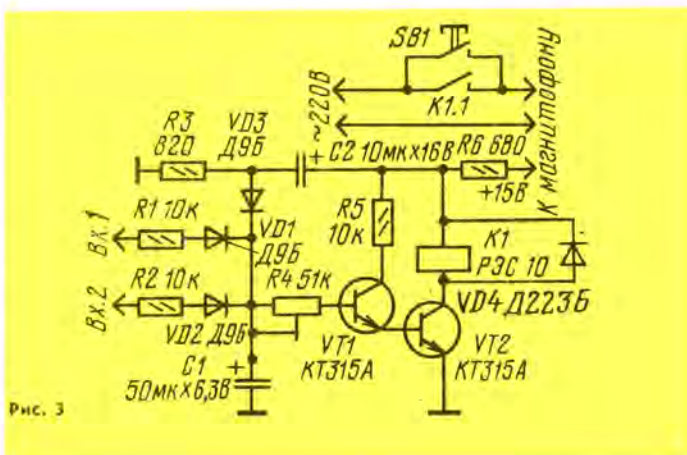 SB1
~220В
K1.1
К магнитофону
R3
820
VD3
Д9Б
+ C2 10мк×16В
R6 680
+15В
R1 10к
Вх.1
VD1
Д9Б
R5
10к
K1
РЭС 10
R2 10к
Вх.2
VD2 Д9Б
R4 51к
VD4 Д223Б
C1 +
50мк×6,3В
VT1
КТ315А
VT2
КТ315А
Рис. 3